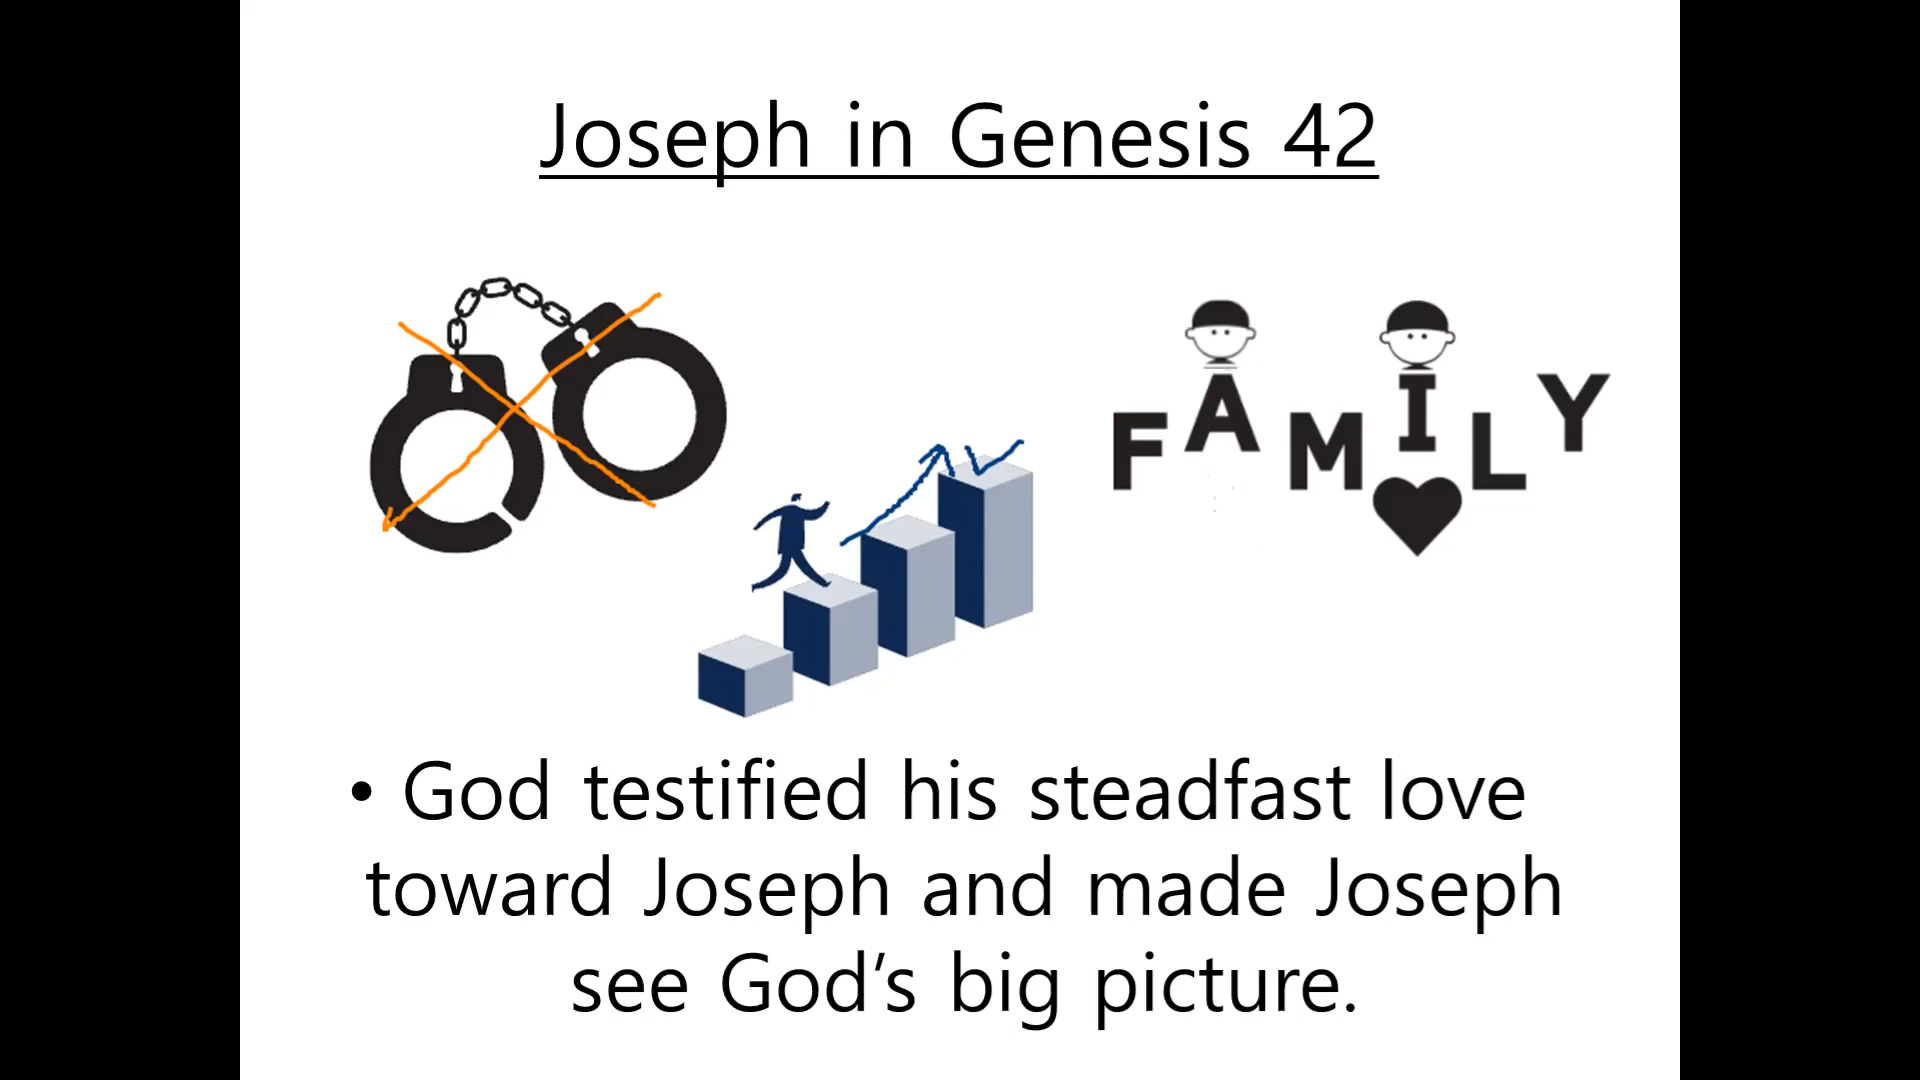 Joseph in Genesis 42
FAMILY
• God testified his steadfast love
toward Joseph and made Joseph
see God’s big picture.